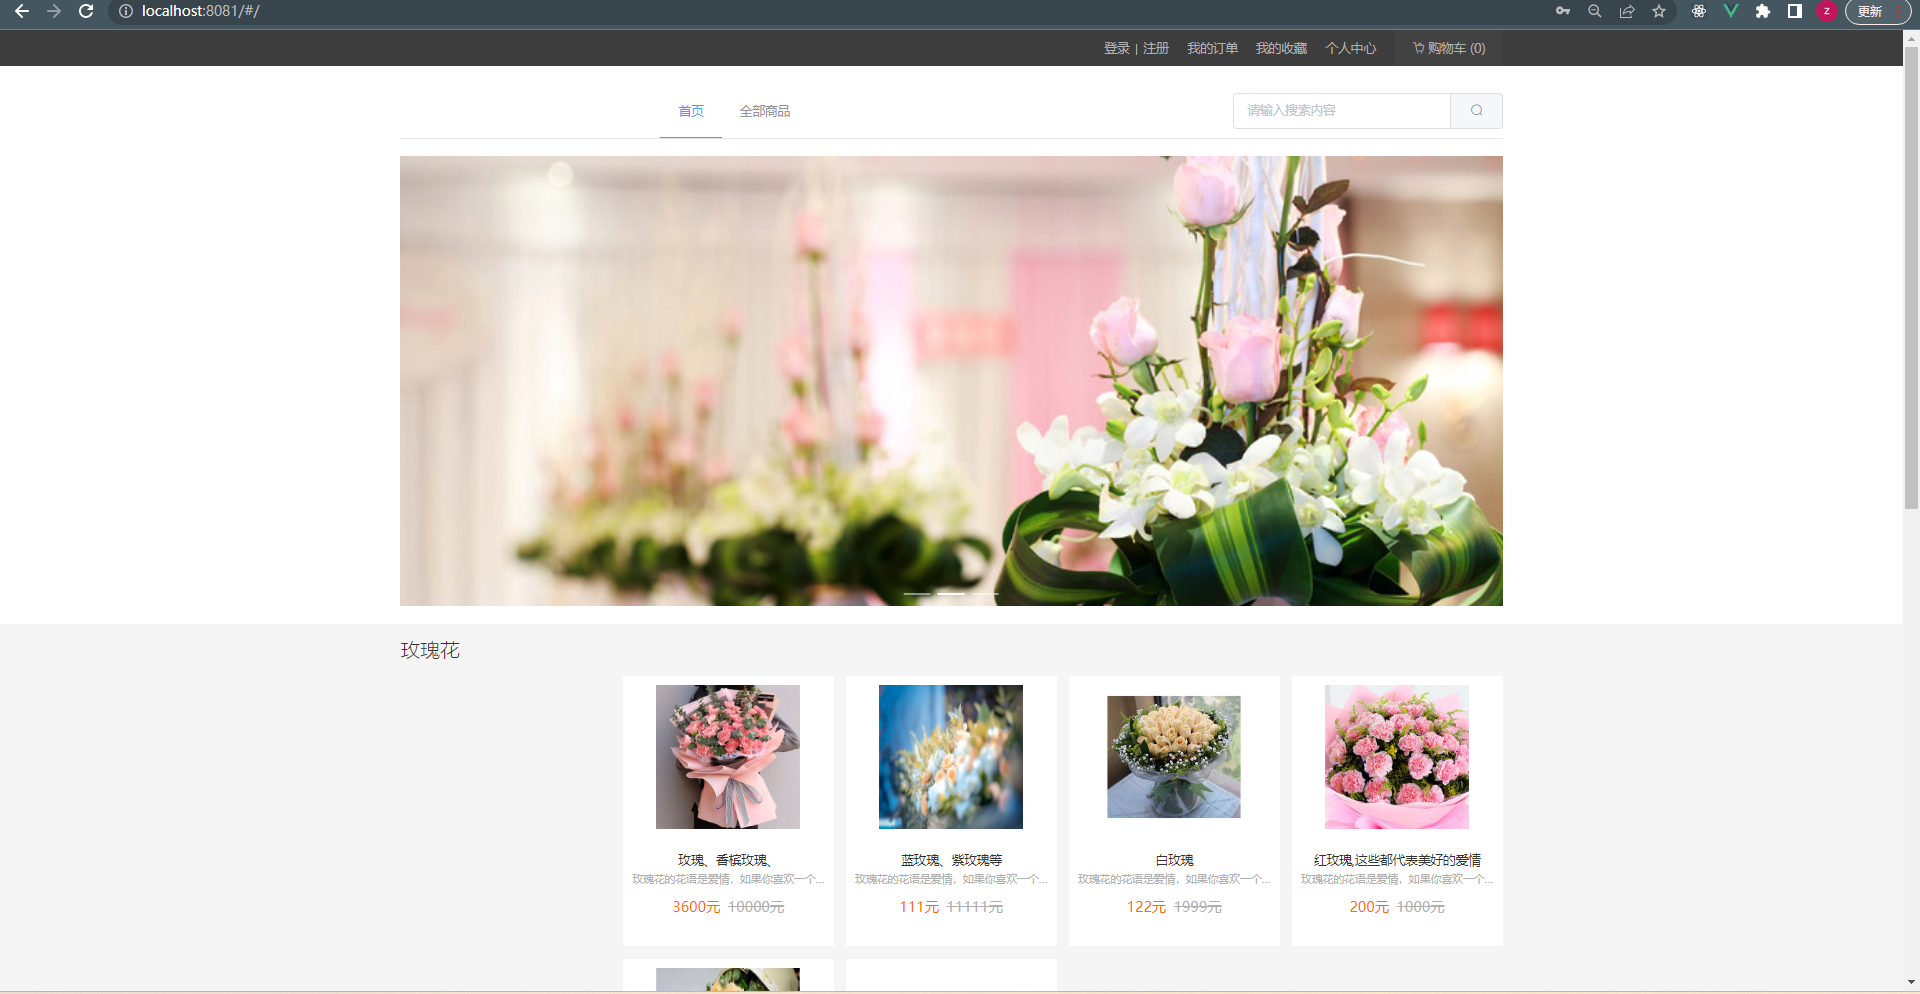 localhost:8081/#/
z
更新
登录 | 注册 我的订单 我的收藏 个人中心 购物车 (0)
首页 全部商品 请输入搜索内容
玫瑰花
玫瑰、香槟玫瑰、
玫瑰花的花语是爱情，如果你喜欢一个...
3600元 10000元
蓝玫瑰、紫玫瑰等
玫瑰花的花语是爱情，如果你喜欢一个...
111元 11111元
白玫瑰
玫瑰花的花语是爱情，如果你喜欢一个...
122元 1999元
红玫瑰,这些都代表美好的爱情
玫瑰花的花语是爱情，如果你喜欢一个...
200元 1000元